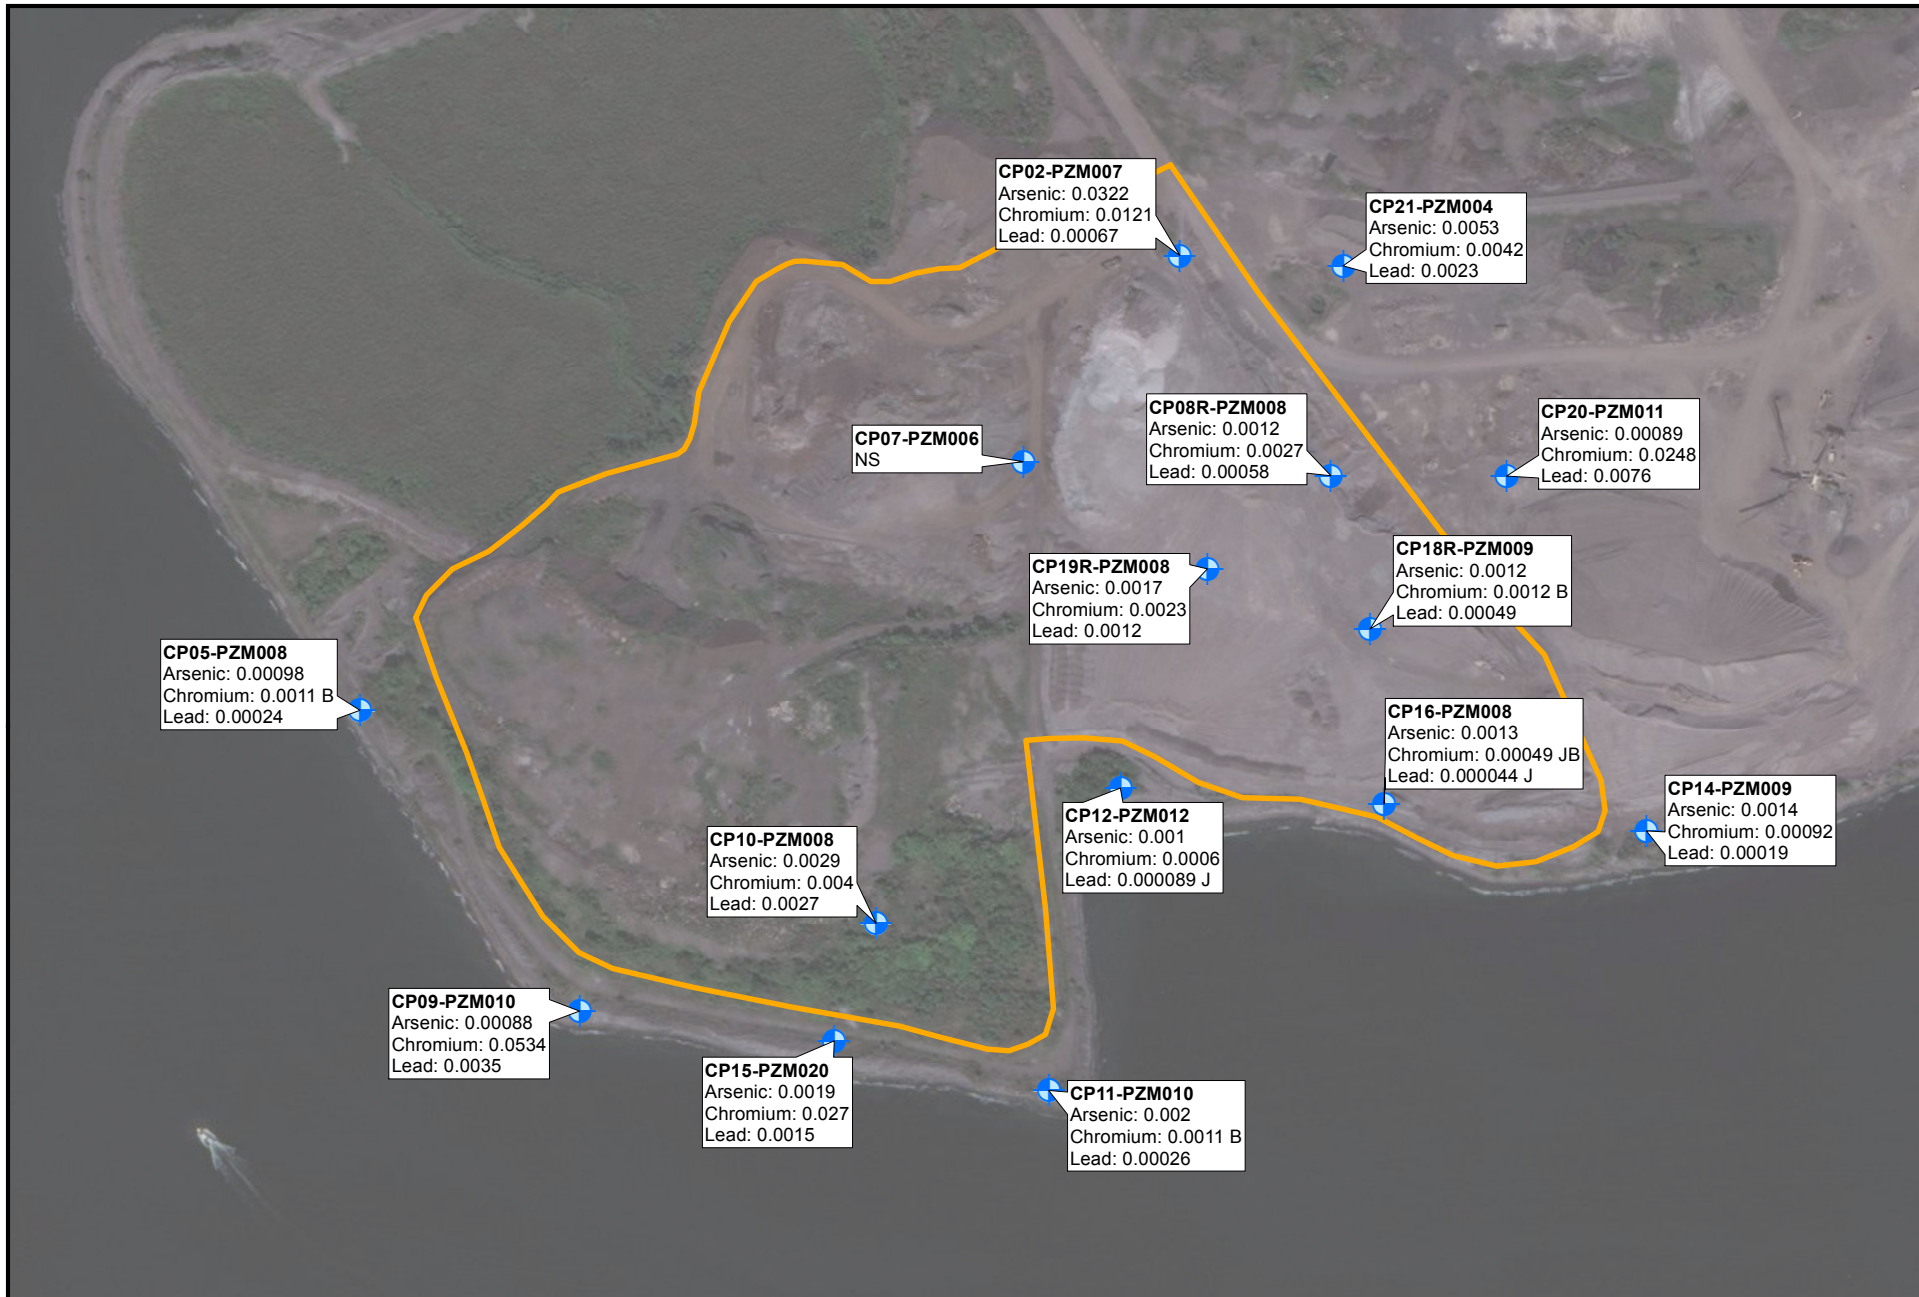 CP02-PZM007
Arsenic: 0.0322
Chromium: 0.0121
Lead: 0.00067
CP21-PZM004
Arsenic: 0.0053
Chromium: 0.0042
Lead: 0.0023
CP08R-PZM008
Arsenic: 0.0012
Chromium: 0.0027
Lead: 0.00058
CP20-PZM011
Arsenic: 0.00089
Chromium: 0.0248
Lead: 0.0076
CP07-PZM006
NS
CP18R-PZM009
Arsenic: 0.0012
Chromium: 0.0012 B
Lead: 0.00049
CP19R-PZM008
Arsenic: 0.0017
Chromium: 0.0023
Lead: 0.0012
CP05-PZM008
Arsenic: 0.00098
Chromium: 0.0011 B
Lead: 0.00024
CP16-PZM008
Arsenic: 0.0013
Chromium: 0.00049 JB
Lead: 0.000044 J
CP14-PZM009
Arsenic: 0.0014
Chromium: 0.00092
Lead: 0.00019
CP12-PZM012
Arsenic: 0.001
Chromium: 0.0006
Lead: 0.000089 J
CP10-PZM008
Arsenic: 0.0029
Chromium: 0.004
Lead: 0.0027
CP09-PZM010
Arsenic: 0.00088
Chromium: 0.0534
Lead: 0.0035
CP15-PZM020
Arsenic: 0.0019
Chromium: 0.027
Lead: 0.0015
CP11-PZM010
Arsenic: 0.002
Chromium: 0.0011 B
Lead: 0.00026